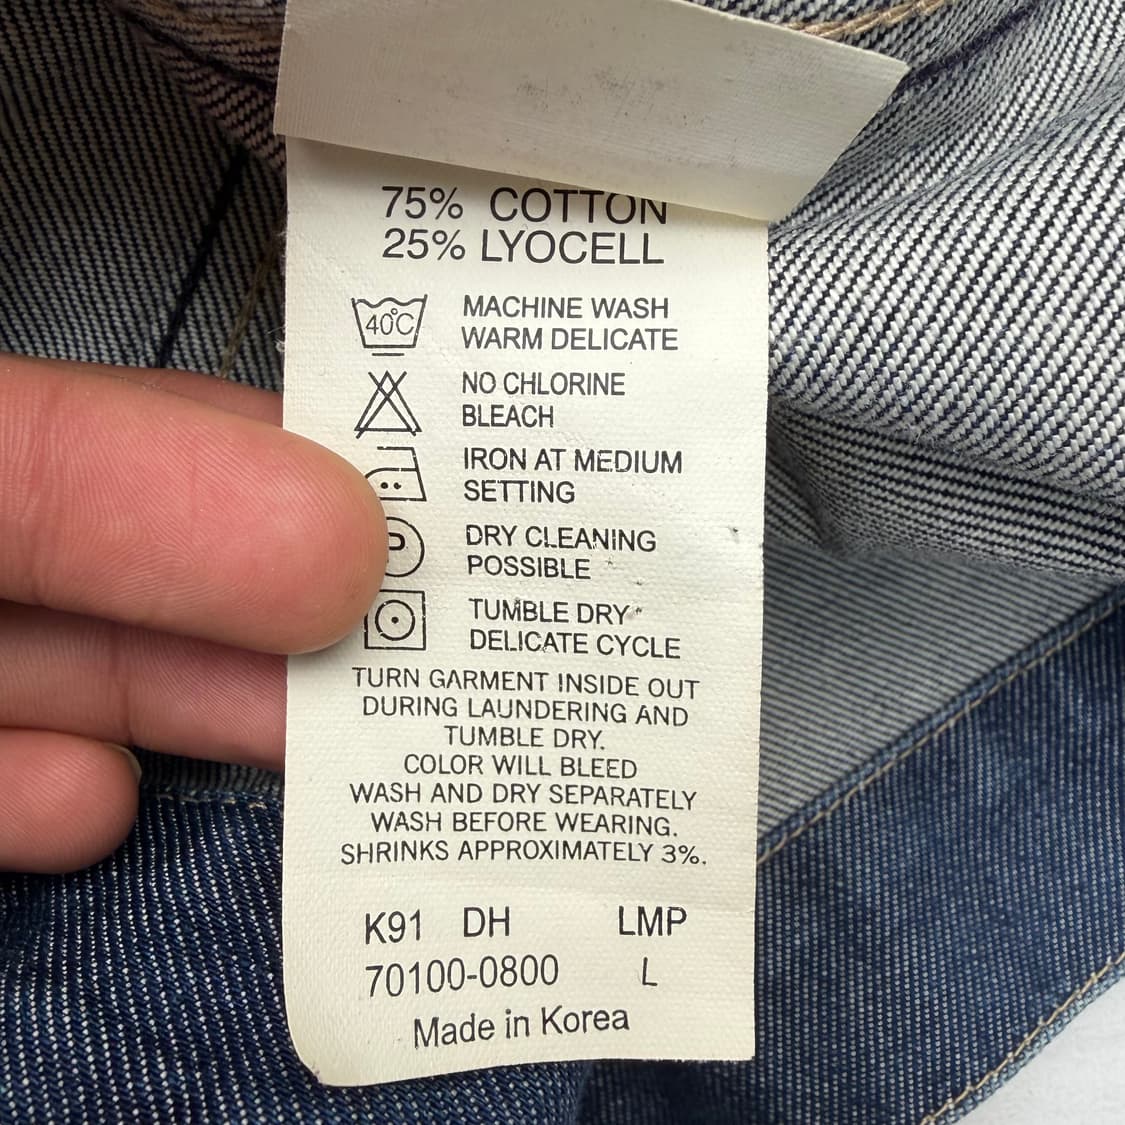 75% COTTON
25% LYOCELL
40°C MACHINE WASH
WARM DELICATE
NO CHLORINE
BLEACH
IRON AT MEDIUM
SETTING
P DRY CLEANING
POSSIBLE
TUMBLE DRY
DELICATE CYCLE
TURN GARMENT INSIDE OUT
DURING LAUNDERING AND
TUMBLE DRY.
COLOR WILL BLEED
WASH AND DRY SEPARATELY
WASH BEFORE WEARING.
SHRINKS APPROXIMATELY 3%.
K91 DH LMP
70100-0800 L
Made in Korea